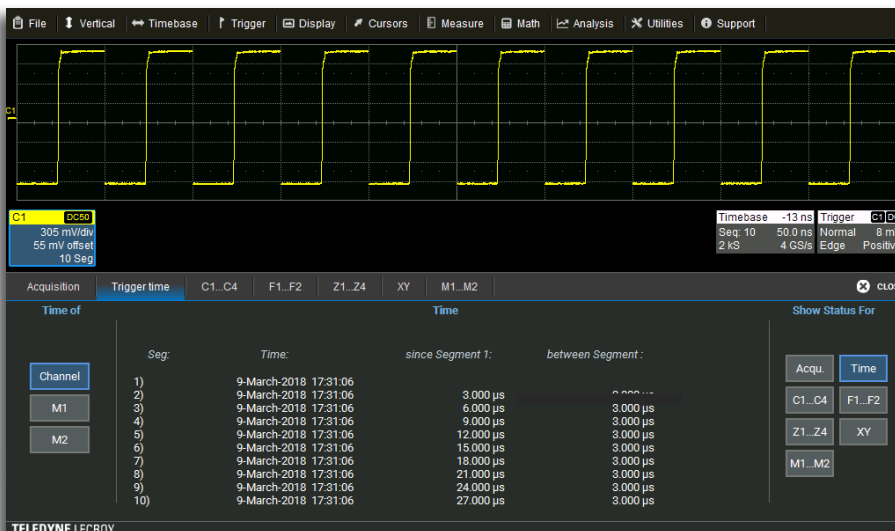 File Vertical Timebase Trigger Display Cursors Measure Math Analysis Utilities Support
C1
C1 DC50
305 mV/div
55 mV offset
10 Seg
Timebase -13 ns
Seq: 10 50.0 ns
2 kS 4 GS/s
Trigger C1
Normal 8 m
Edge Positiv
Acquisition Trigger time C1...C4 F1...F2 Z1...Z4 XY M1...M2 CLOS
Time of Time Show Status For
Channel
M1
M2
Seg: Time: since Segment 1: between Segment :
1) 9-March-2018 17:31:06
2) 9-March-2018 17:31:06 3.000 µs
3) 9-March-2018 17:31:06 6.000 µs 3.000 µs
4) 9-March-2018 17:31:06 9.000 µs 3.000 µs
5) 9-March-2018 17:31:06 12.000 µs 3.000 µs
6) 9-March-2018 17:31:06 15.000 µs 3.000 µs
7) 9-March-2018 17:31:06 18.000 µs 3.000 µs
8) 9-March-2018 17:31:06 21.000 µs 3.000 µs
9) 9-March-2018 17:31:06 24.000 µs 3.000 µs
10) 9-March-2018 17:31:06 27.000 µs 3.000 µs
Acqu. Time
C1...C4 F1...F2
Z1...Z4 XY
M1...M2
TELEDYNE LECROY